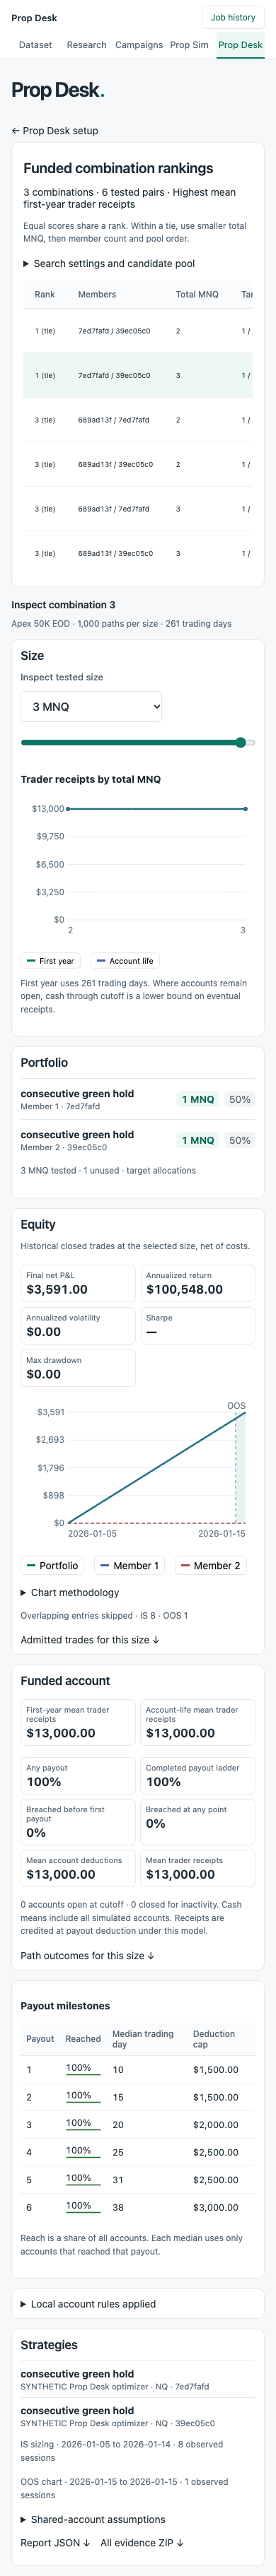 Prop Desk
Job history
Dataset Research Campaigns Prop Sim Prop Desk
Prop Desk.
← Prop Desk setup
Funded combination rankings
3 combinations · 6 tested pairs · Highest mean
first-year trader receipts
Equal scores share a rank. Within a tie, use smaller total
MNQ, then member count and pool order.
▶ Search settings and candidate pool
Rank Members Total MNQ Tar
1 (tie) 7ed7fafd / 39ec05c0 2 1 /
1 (tie) 7ed7fafd / 39ec05c0 3 1 /
3 (tie) 689ad13f / 7ed7fafd 2 1 /
3 (tie) 689ad13f / 39ec05c0 2 1 /
3 (tie) 689ad13f / 7ed7fafd 3 1 /
3 (tie) 689ad13f / 39ec05c0 3 1 /
Inspect combination 3
Apex 50K EOD · 1,000 paths per size · 261 trading days
Size
Inspect tested size
3 MNQ
Trader receipts by total MNQ
$13,000
$9,750
$6,500
$3,250
$0
2 3
First year Account life
First year uses 261 trading days. Where accounts remain
open, cash through cutoff is a lower bound on eventual
receipts.
Portfolio
consecutive green hold
Member 1 · 7ed7fafd
1 MNQ 50%
consecutive green hold
Member 2 · 39ec05c0
1 MNQ 50%
3 MNQ tested · 1 unused · target allocations
Equity
Historical closed trades at the selected size, net of costs.
Final net P&L
$3,591.00
Annualized return
$100,548.00
Annualized volatility
$0.00
Sharpe
—
Max drawdown
$0.00
OOS
$3,591
$2,693
$1,796
$898
$0
2026-01-05 2026-01-15
Portfolio Member 1 Member 2
▶ Chart methodology
Overlapping entries skipped · IS 8 · OOS 1
Admitted trades for this size ↓
Funded account
First-year mean trader
receipts
$13,000.00
Account-life mean trader
receipts
$13,000.00
Any payout
100%
Completed payout ladder
100%
Breached before first
payout
0%
Breached at any point
0%
Mean account deductions
$13,000.00
Mean trader receipts
$13,000.00
0 accounts open at cutoff · 0 closed for inactivity. Cash
means include all simulated accounts. Receipts are
credited at payout deduction under this model.
Path outcomes for this size ↓
Payout milestones
Payout Reached Median trading
day Deduction
cap
1 100% 10 $1,500.00
2 100% 15 $1,500.00
3 100% 20 $2,000.00
4 100% 25 $2,500.00
5 100% 31 $2,500.00
6 100% 38 $3,000.00
Reach is a share of all accounts. Each median uses only
accounts that reached that payout.
▶ Local account rules applied
Strategies
consecutive green hold
SYNTHETIC Prop Desk optimizer · NQ · 7ed7fafd
consecutive green hold
SYNTHETIC Prop Desk optimizer · NQ · 39ec05c0
IS sizing · 2026-01-05 to 2026-01-14 · 8 observed
sessions
OOS chart · 2026-01-15 to 2026-01-15 · 1 observed
sessions
▶ Shared-account assumptions
Report JSON ↓ All evidence ZIP ↓